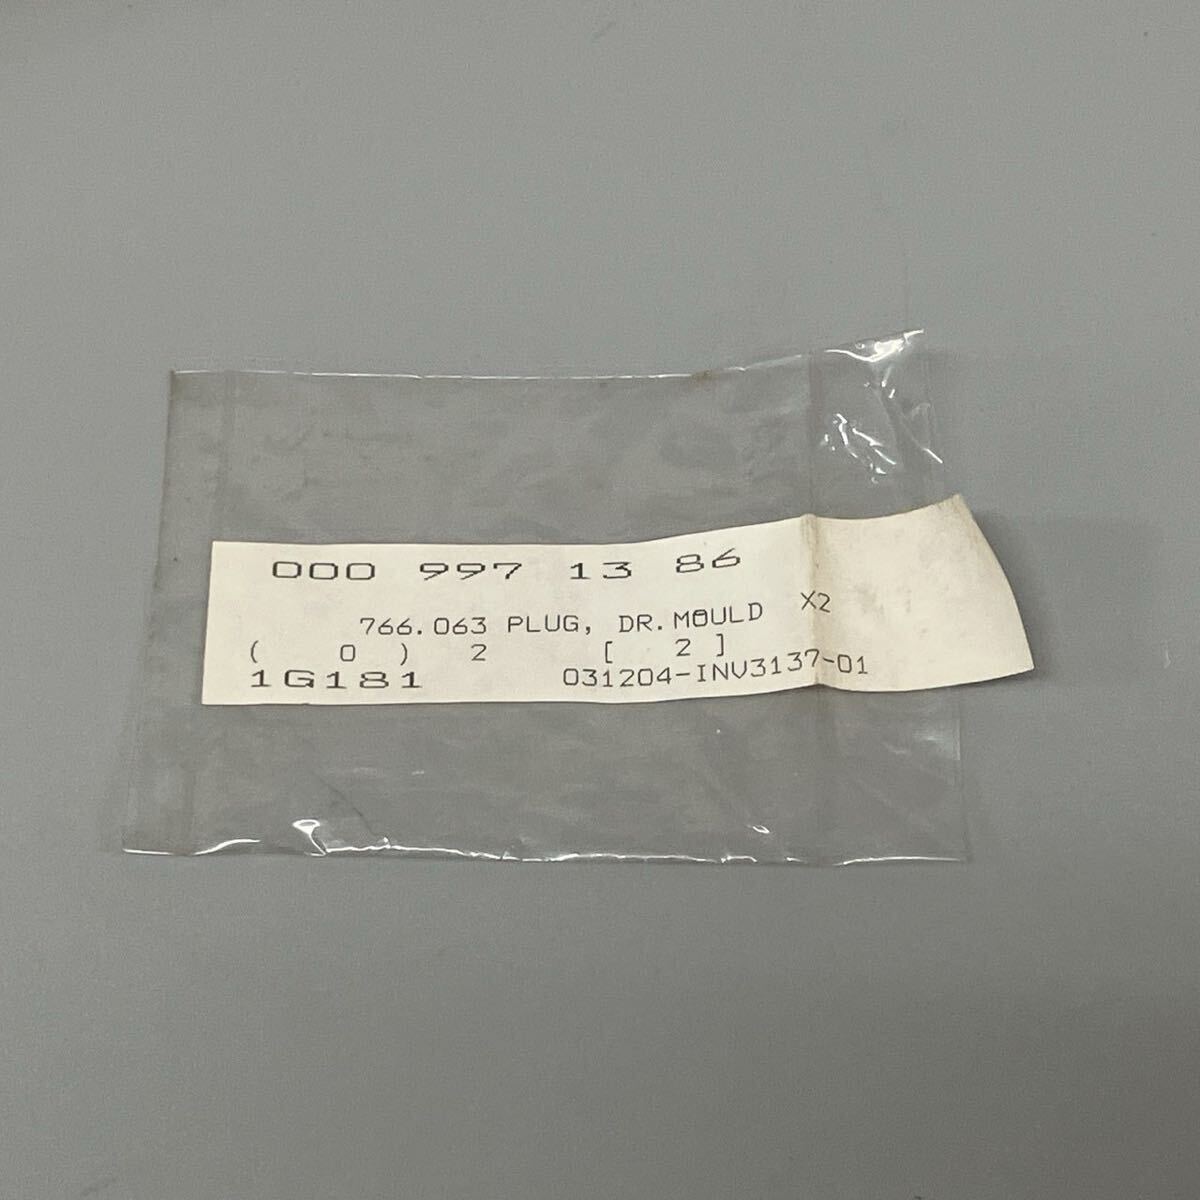 000 997 13 86
766.063 PLUG, DR.MOULD X2
( 0 ) 2 [ 2 ]
1G181 031204-INV3137-01